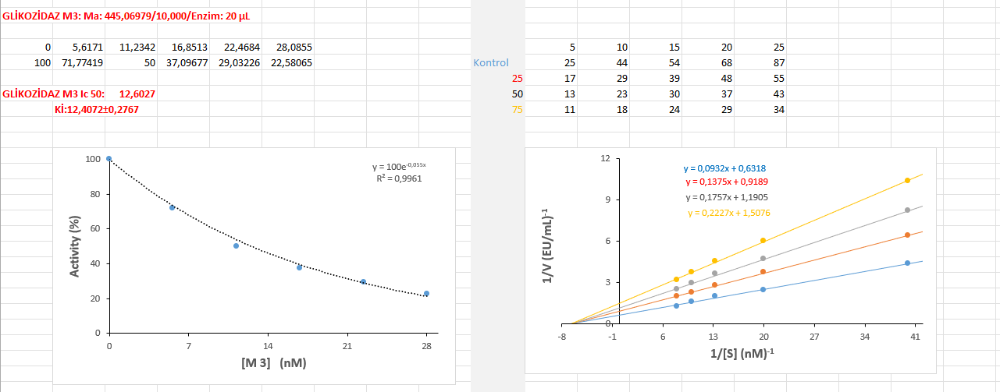 GLİKOZİDAZ M3: Ma: 445,06979/10,000/Enzim: 20 µL
0 5,6171 11,2342 16,8513 22,4684 28,0855
100 71,77419 50 37,09677 29,03226 22,58065
GLİKOZİDAZ M3 Ic 50: 12,6027
Kİ:12,4072±0,2767
5 10 15 20 25
Kontrol 25 44 54 68 87
25 17 29 39 48 55
50 13 23 30 37 43
75 11 18 24 29 34
y = 100e^-0,055x
R² = 0,9961
Activity (%)
100
80
60
40
20
0
0 7 14 21 28
[M 3] (nM)
y = 0,0932x + 0,6318
y = 0,1375x + 0,9189
y = 0,1757x + 1,1905
y = 0,2227x + 1,5076
1/V (EU/mL)-1
12
9
6
3
0
-8 -1 6 13 20 27 34 41
1/[S] (nM)-1